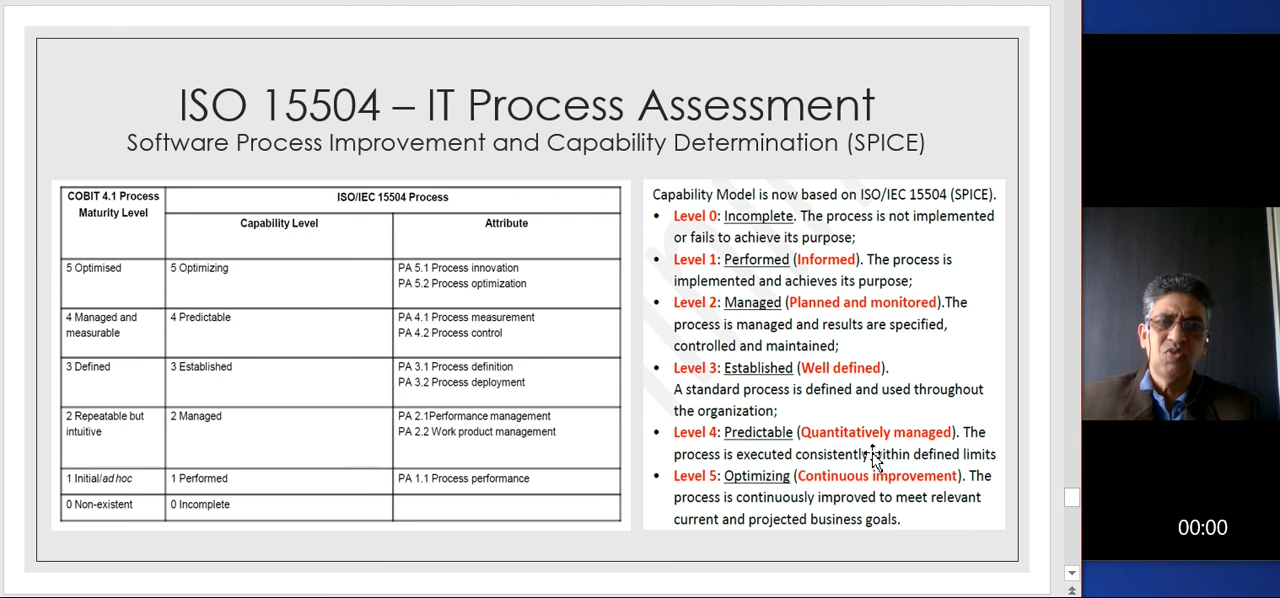 ISO 15504 – IT Process Assessment
Software Process Improvement and Capability Determination (SPICE)
COBIT 4.1 Process
Maturity Level
ISO/IEC 15504 Process
Capability Level
Attribute
5 Optimised
5 Optimizing
PA 5.1 Process innovation
PA 5.2 Process optimization
4 Managed and
measurable
4 Predictable
PA 4.1 Process measurement
PA 4.2 Process control
3 Defined
3 Established
PA 3.1 Process definition
PA 3.2 Process deployment
2 Repeatable but
intuitive
2 Managed
PA 2.1Performance management
PA 2.2 Work product management
1 Initial/ad hoc
1 Performed
PA 1.1 Process performance
0 Non-existent
0 Incomplete
Capability Model is now based on ISO/IEC 15504 (SPICE).
• Level 0: Incomplete. The process is not implemented
or fails to achieve its purpose;
• Level 1: Performed (Informed). The process is
implemented and achieves its purpose;
• Level 2: Managed (Planned and monitored).The
process is managed and results are specified,
controlled and maintained;
• Level 3: Established (Well defined).
A standard process is defined and used throughout
the organization;
• Level 4: Predictable (Quantitatively managed). The
process is executed consistently within defined limits
• Level 5: Optimizing (Continuous improvement). The
process is continuously improved to meet relevant
current and projected business goals.
00:00